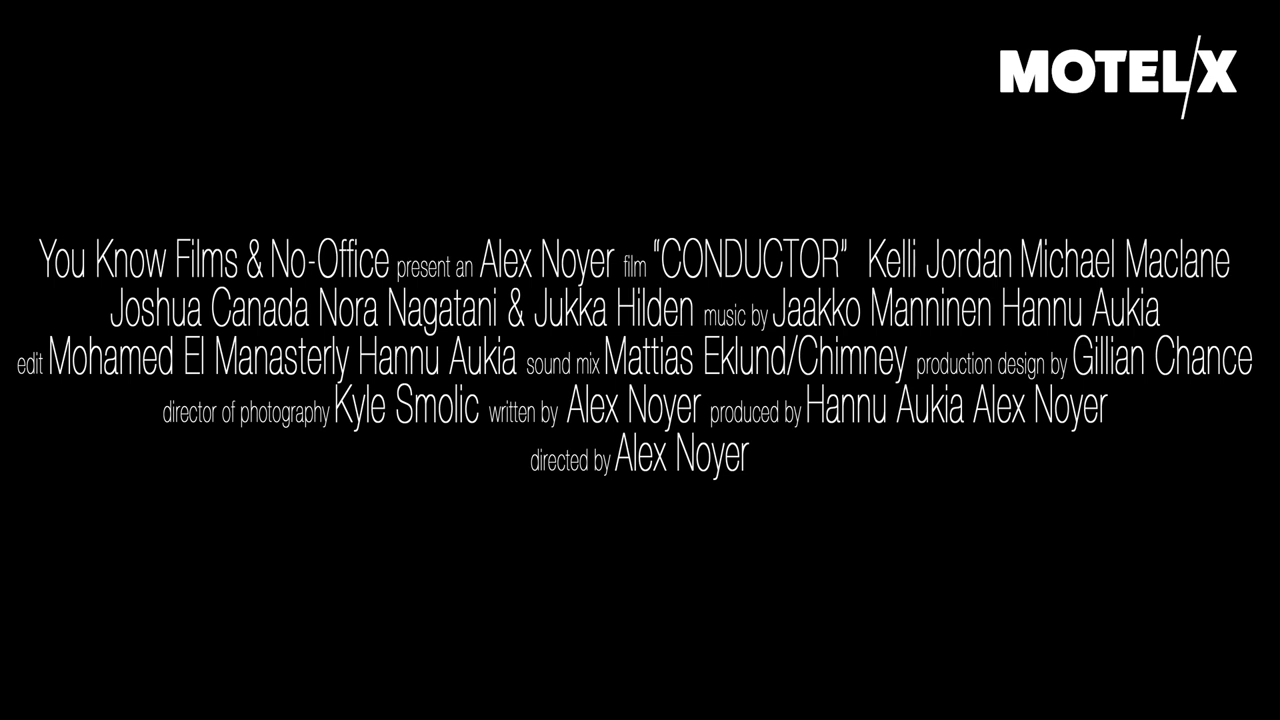 MOTEL/X
You Know Films & No-Office present an Alex Noyer film "CONDUCTOR" Kelli Jordan Michael Maclane
Joshua Canada Nora Nagatani & Jukka Hilden music by Jaakko Manninen Hannu Aukia
edit Mohamed El Manasterly Hannu Aukia sound mix Mattias Eklund/Chimney production design by Gillian Chance
director of photography Kyle Smolic written by Alex Noyer produced by Hannu Aukia Alex Noyer
directed by Alex Noyer